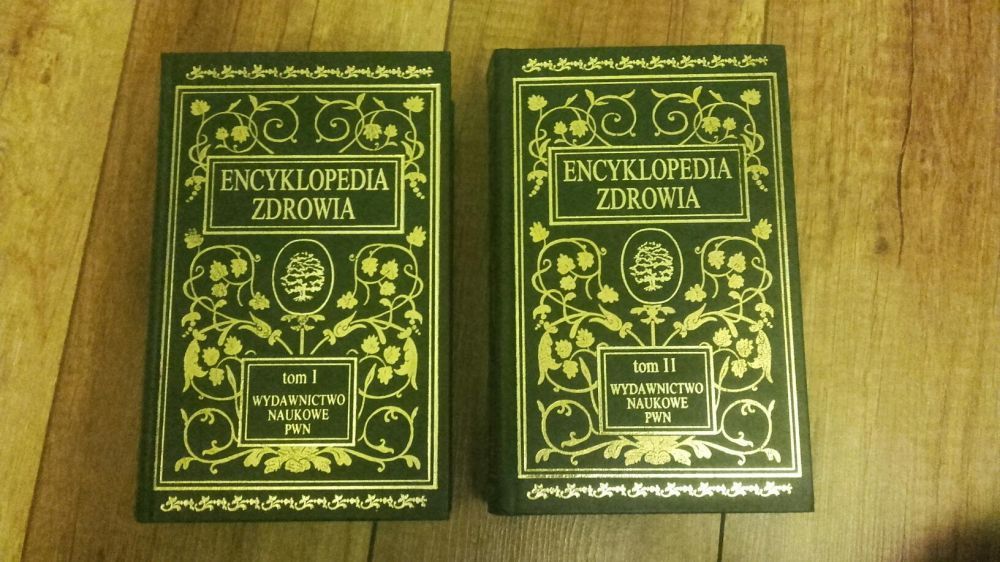 ENCYKLOPEDIA
ZDROWIA
tom I
WYDAWNICTWO
NAUKOWE
PWN
ENCYKLOPEDIA
ZDROWIA
tom II
WYDAWNICTWO
NAUKOWE
PWN